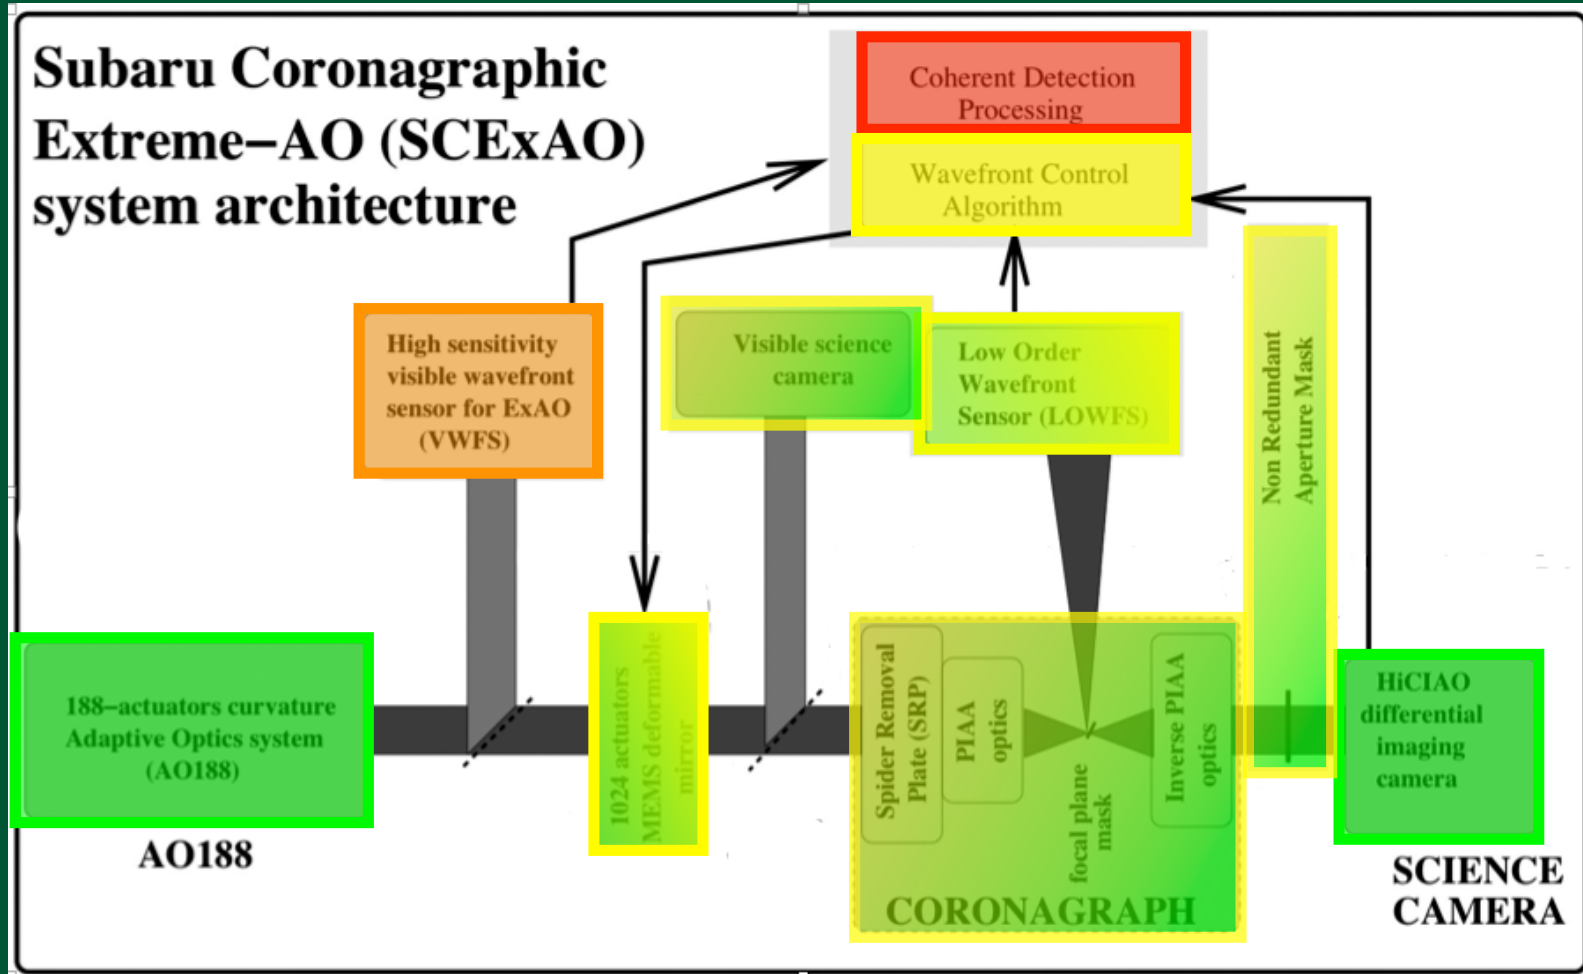 Subaru Coronagraphic
Extreme−AO (SCExAO)
system architecture
Coherent Detection
Processing
Wavefront Control
Algorithm
High sensitivity
visible wavefront
sensor for ExAO
(VWFS)
Visible science
camera
Low Order
Wavefront
Sensor (LOWFS)
Non Redundant
Aperture Mask
188−actuators curvature
Adaptive Optics system
(AO188)
AO188
1024 actuators
MEMS deformable
mirror
Spider Removal
Plate (SRP)
PIAA
optics
focal plane
mask
Inverse PIAA
optics
CORONAGRAPH
HiCIAO
differential
imaging
camera
SCIENCE
CAMERA